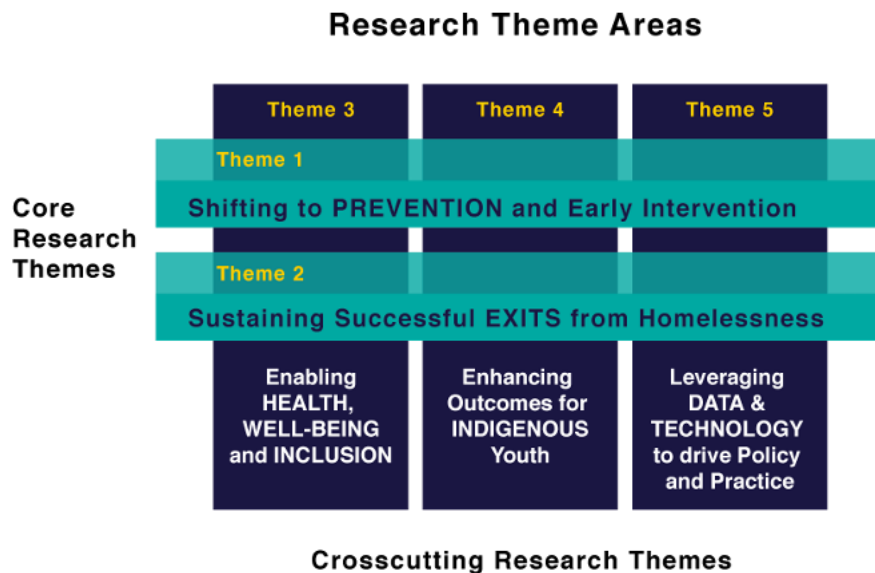 Research Theme Areas
Theme 3
Theme 4
Theme 5
Theme 1
Shifting to PREVENTION and Early Intervention
Core
Research
Themes
Theme 2
Sustaining Successful EXITS from Homelessness
Enabling
HEALTH,
WELL-BEING
and INCLUSION
Enhancing
Outcomes for
INDIGENOUS
Youth
Leveraging
DATA &
TECHNOLOGY
to drive Policy
and Practice
Crosscutting Research Themes